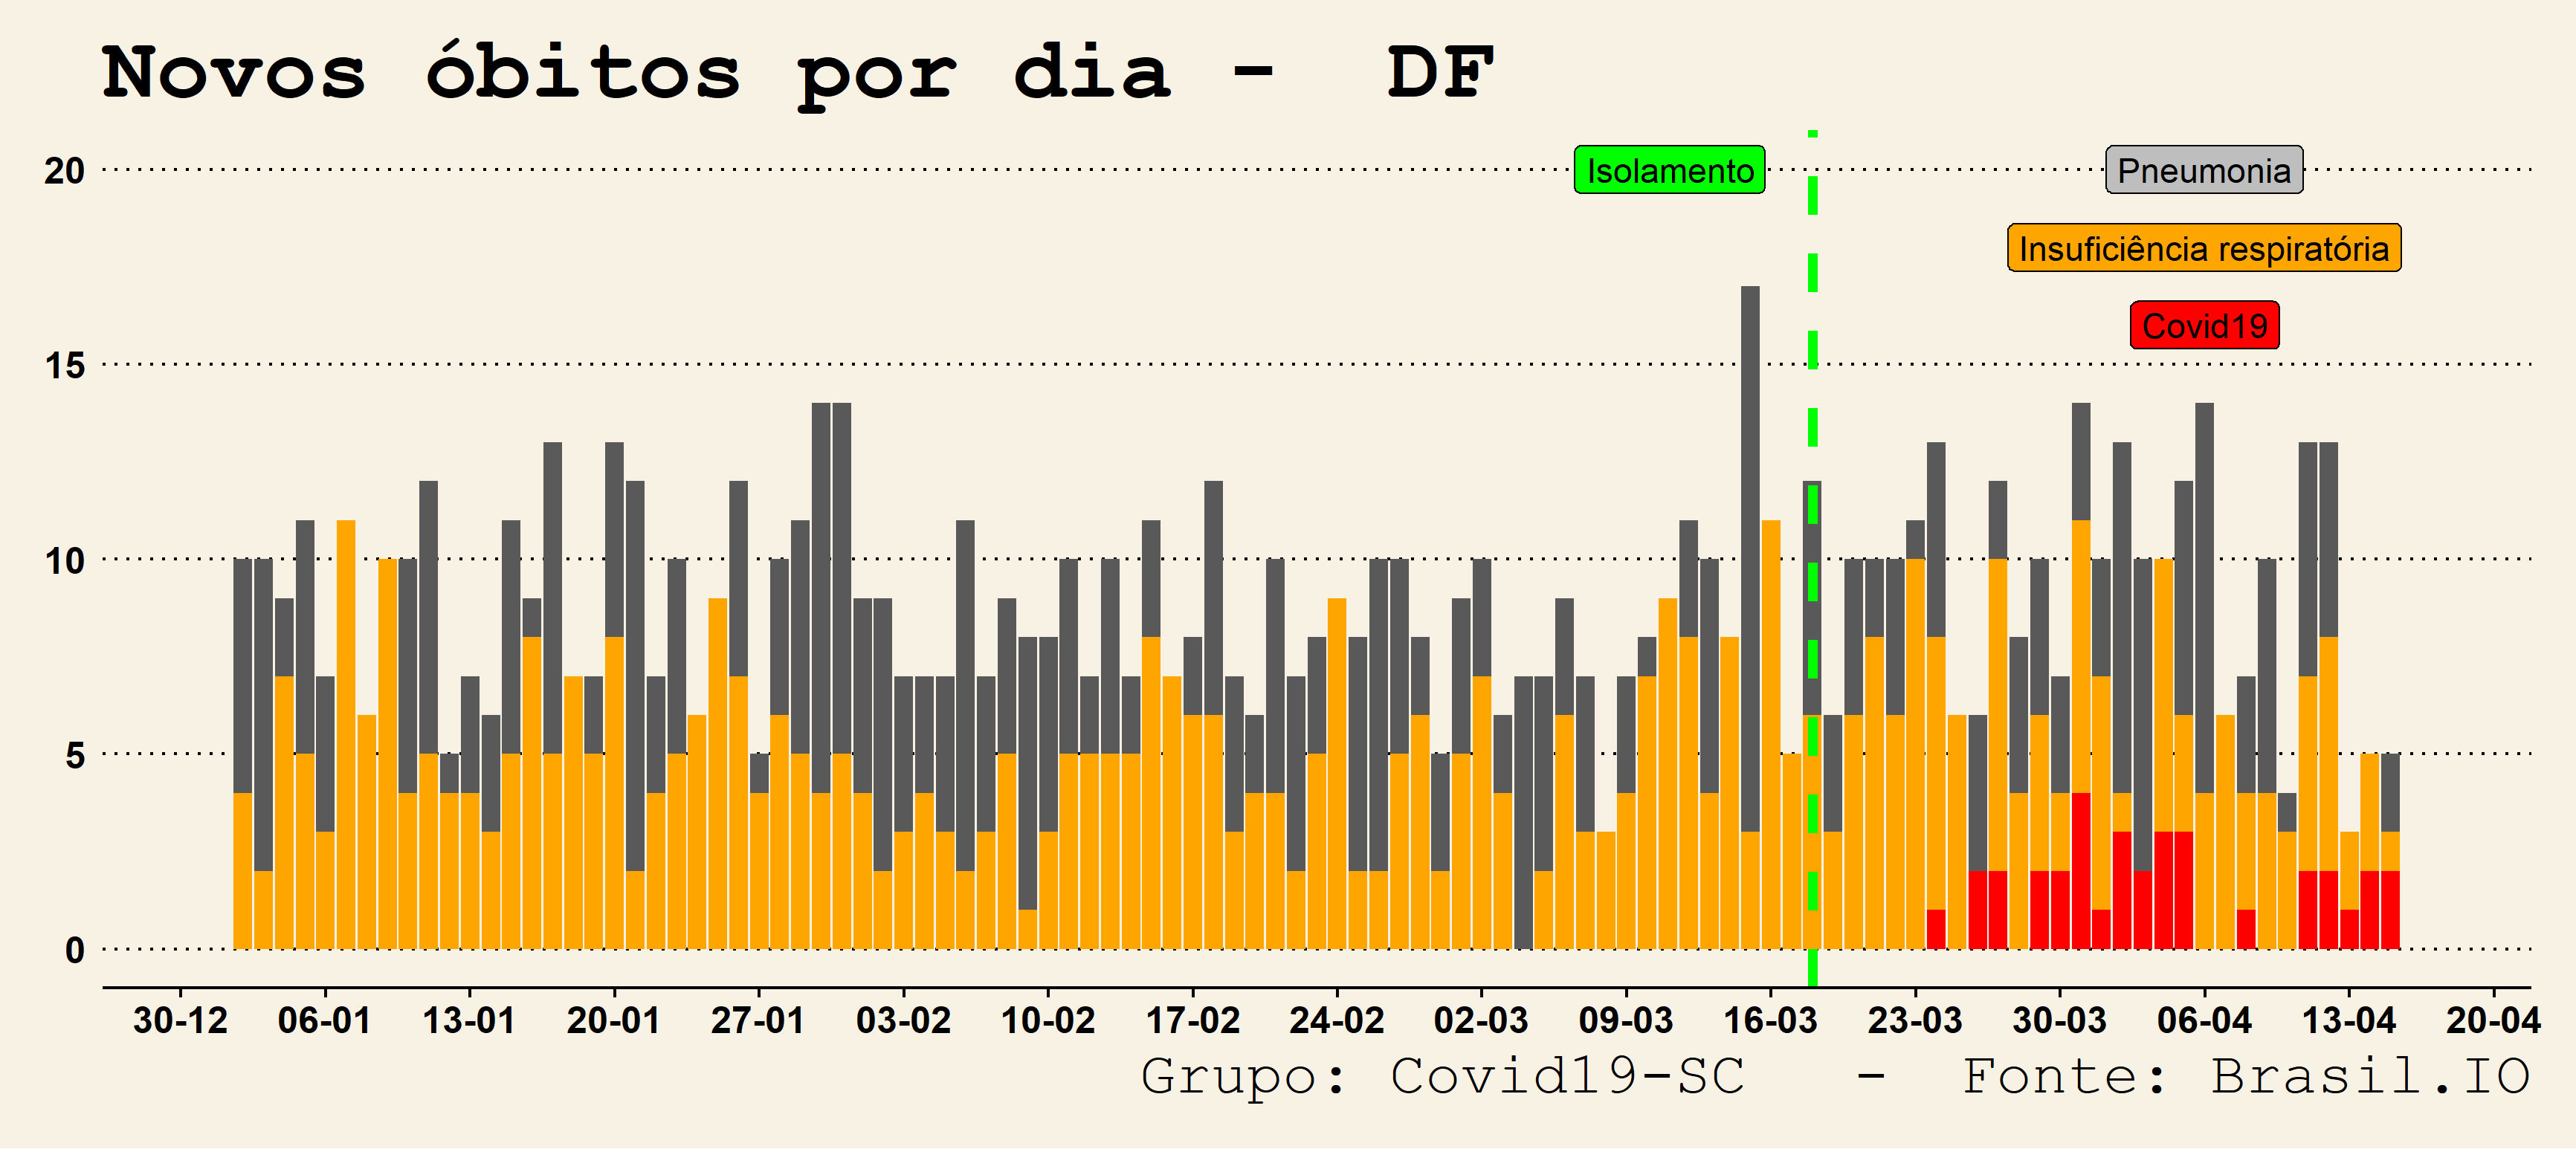 Novos óbitos por dia -  DF
20
Isolamento
Pneumonia
Insuficiência respiratória
Covid19
15
10
5
0
30-12 06-01 13-01 20-01 27-01 03-02 10-02 17-02 24-02 02-03 09-03 16-03 23-03 30-03 06-04 13-04 20-04
Grupo: Covid19-SC   -  Fonte: Brasil.IO